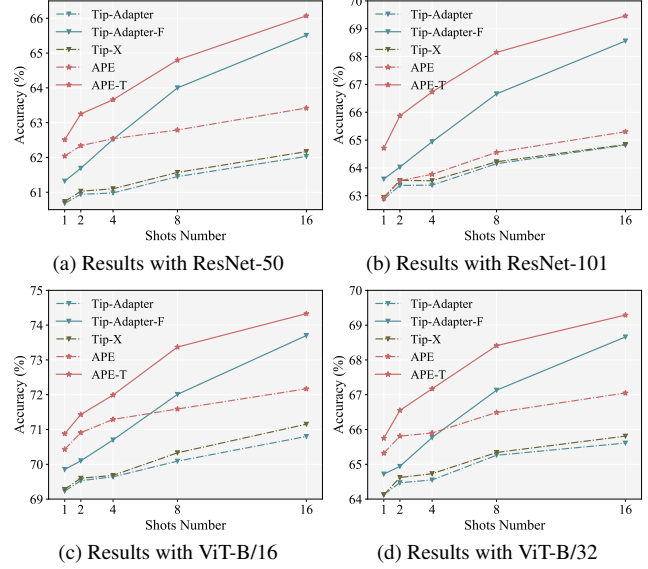 Tip-Adapter
Tip-Adapter-F
Tip-X
APE
APE-T
66
65
64
63
62
61
Accuracy (%)
1 2 4 8 16
Shots Number
(a) Results with ResNet-50
Tip-Adapter
Tip-Adapter-F
Tip-X
APE
APE-T
70
69
68
67
66
65
64
63
Accuracy (%)
1 2 4 8 16
Shots Number
(b) Results with ResNet-101
Tip-Adapter
Tip-Adapter-F
Tip-X
APE
APE-T
75
74
73
72
71
70
69
Accuracy (%)
1 2 4 8 16
Shots Number
(c) Results with ViT-B/16
Tip-Adapter
Tip-Adapter-F
Tip-X
APE
APE-T
70
69
68
67
66
65
64
Accuracy (%)
1 2 4 8 16
Shots Number
(d) Results with ViT-B/32